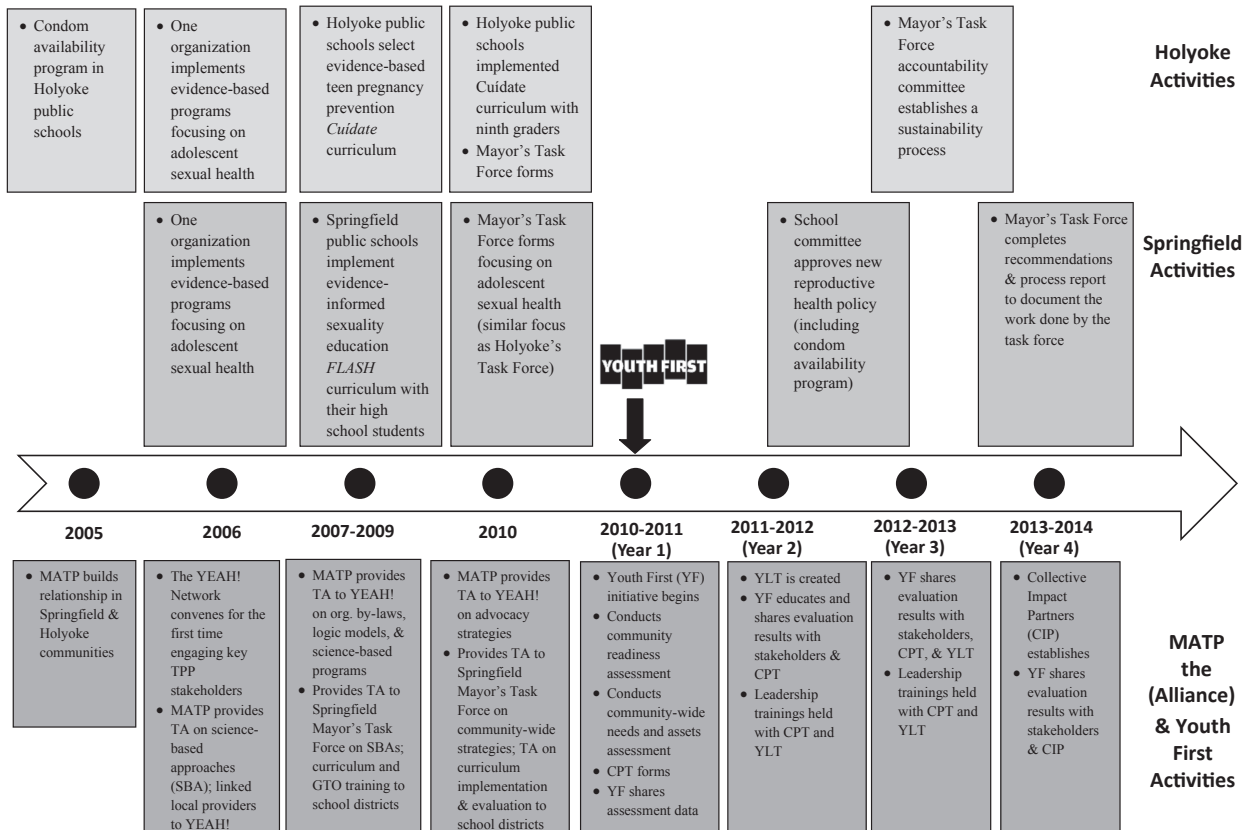 • Condom
availability
program in
Holyoke
public
schools
• One
organization
implements
evidence-based
programs
focusing on
adolescent
sexual health
• Holyoke public
schools select
evidence-based
teen pregnancy
prevention
Cuídate
curriculum
• Holyoke public
schools
implemented
Cuídate
curriculum with
ninth graders
• Mayor's Task
Force forms
• Mayor's Task
Force
accountability
committee
establishes a
sustainability
process
Holyoke
Activities
• One
organization
implements
evidence-based
programs
focusing on
adolescent
sexual health
• Springfield
public schools
implement
evidence-
informed
sexuality
education
FLASH
curriculum with
their high
school students
• Mayor's Task
Force forms
focusing on
adolescent
sexual health
(similar focus
as Holyoke's
Task Force)
YOUTH FIRST
• School
committee
approves new
reproductive
health policy
(including
condom
availability
program)
• Mayor's Task Force
completes
recommendations
& process report
to document the
work done by the
task force
Springfield
Activities
2005
2006
2007-2009
2010
2010-2011
(Year 1)
2011-2012
(Year 2)
2012-2013
(Year 3)
2013-2014
(Year 4)
• MATP builds
relationship in
Springfield &
Holyoke
communities
• The YEAH!
Network
convenes for the
first time
engaging key
TPP
stakeholders
• MATP provides
TA on science-
based
approaches
(SBA); linked
local providers
to YEAH!
• MATP provides
TA to YEAH!
on org. by-laws,
logic models, &
science-based
programs
• Provides TA to
Springfield
Mayor's Task
Force on SBAs;
curriculum and
GTO training to
school districts
• MATP provides
TA to YEAH!
on advocacy
strategies
• Provides TA to
Springfield
Mayor's Task
Force on
community-wide
strategies; TA on
curriculum
implementation
& evaluation to
school districts
• Youth First (YF)
initiative begins
• Conducts
community
readiness
assessment
• Conducts
community-wide
needs and assets
assessment
• CPT forms
• YF shares
assessment data
• YLT is created
• YF educates and
shares evaluation
results with
stakeholders &
CPT
• Leadership
trainings held
with CPT and
YLT
• YF shares
evaluation
results with
stakeholders,
CPT, & YLT
• Leadership
trainings held
with CPT and
YLT
• Collective
Impact
Partners
(CIP)
establishes
• YF shares
evaluation
results with
stakeholders
& CIP
MATP
the
(Alliance)
& Youth
First
Activities